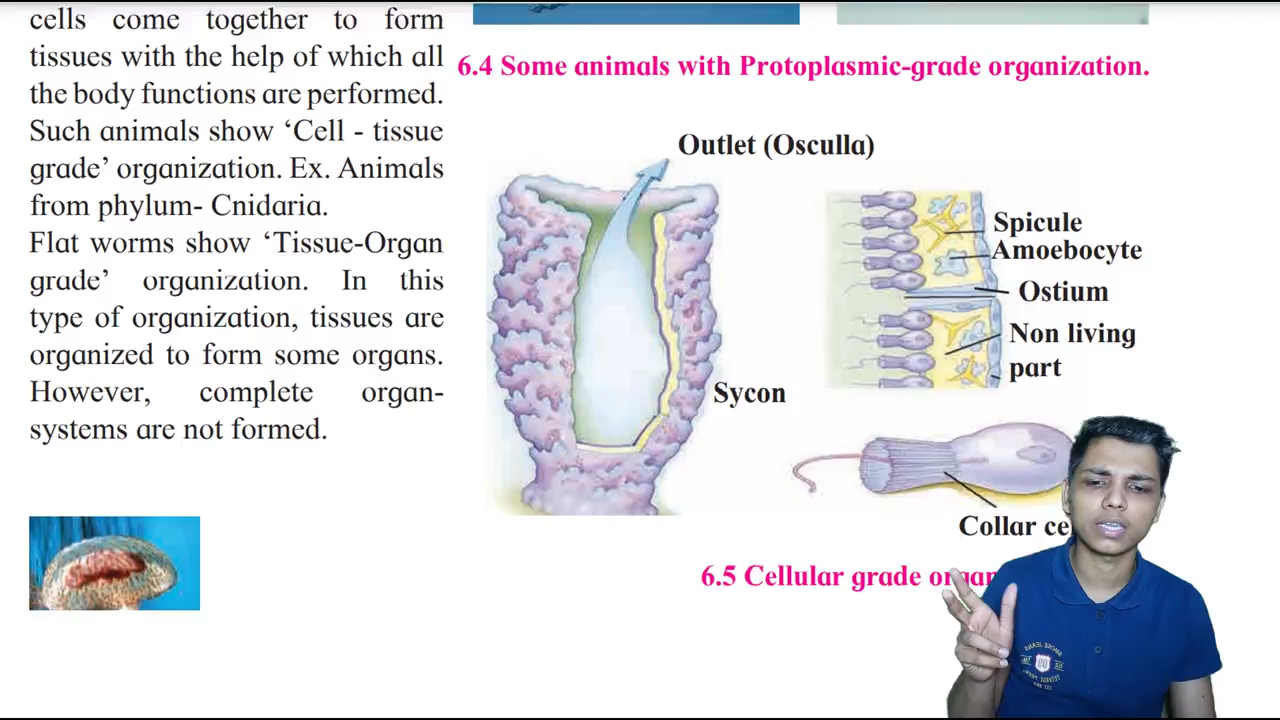 cells come together to form
tissues with the help of which all
the body functions are performed.
Such animals show ‘Cell - tissue
grade’ organization. Ex. Animals
from phylum- Cnidaria.
Flat worms show ‘Tissue-Organ
grade’ organization. In this
type of organization, tissues are
organized to form some organs.
However, complete organ-
systems are not formed.
6.4 Some animals with Protoplasmic-grade organization.
Outlet (Osculla)
Spicule
Amoebocyte
Ostium
Non living
part
Sycon
Collar
6.5 Cellular grade